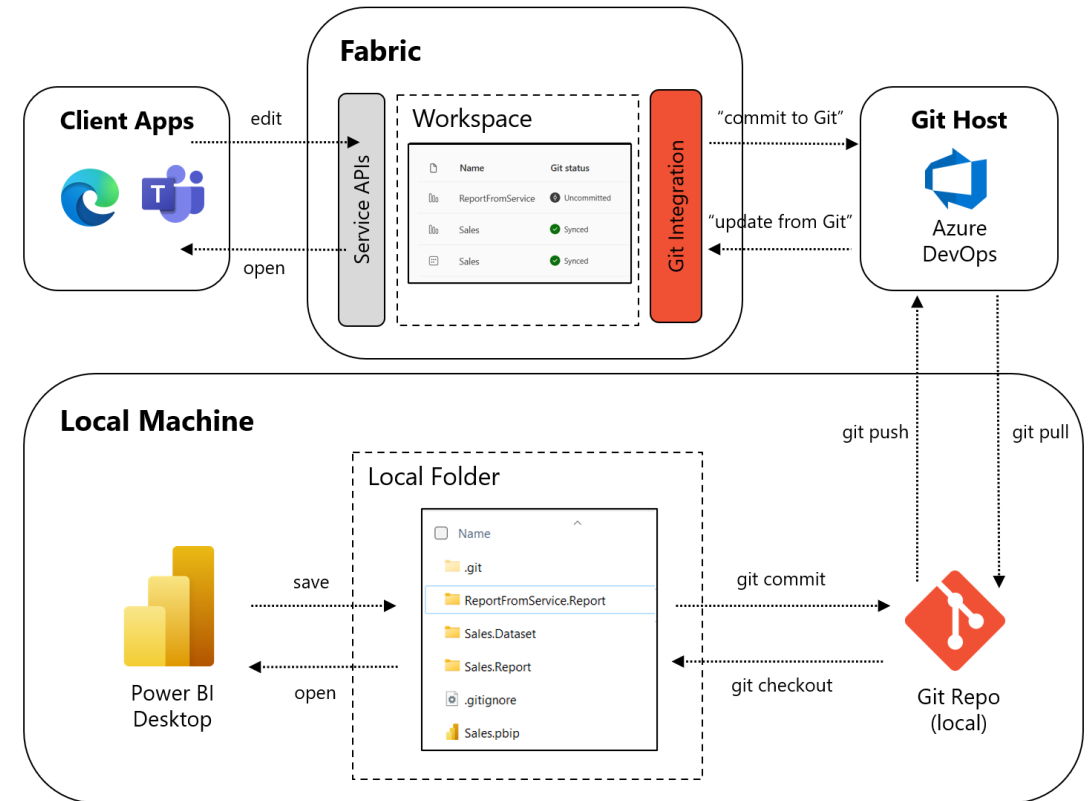 Fabric
Client Apps
edit
open
Service APIs
Workspace
Name Git status
ReportFromService Uncommitted
Sales Synced
Sales Synced
Git Integration
“commit to Git”
“update from Git”
Git Host
Azure
DevOps
T
Local Machine
git push
git pull
Local Folder
Name
.git
ReportFromService.Report
Sales.Dataset
Sales.Report
.gitignore
Sales.pbip
save
open
Power BI
Desktop
git commit
git checkout
Git Repo
(local)